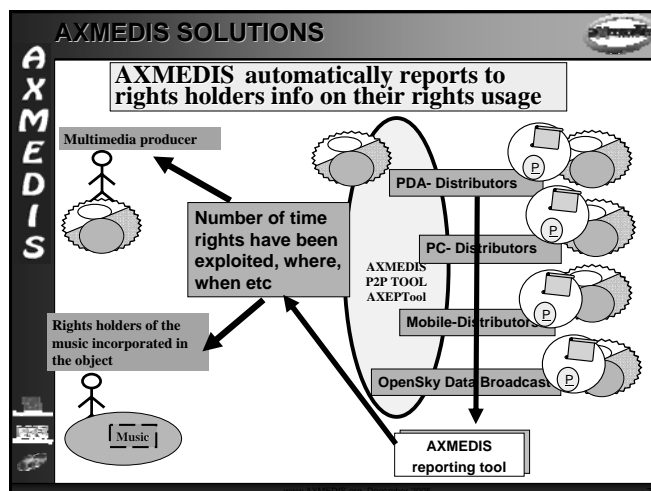 AXMEDIS SOLUTIONS
AXMEDIS
AXMEDIS automatically reports to
rights holders info on their rights usage
Multimedia producer
P
PDA- Distributors
Number of time
rights have been
exploited, where,
when etc
P
PC- Distributors
AXMEDIS
P2P TOOL
AXEPTool
P
Mobile-Distributors
Rights holders of the
music incorporated in
the object
P
OpenSky Data Broadcast
Music
AXMEDIS
reporting tool